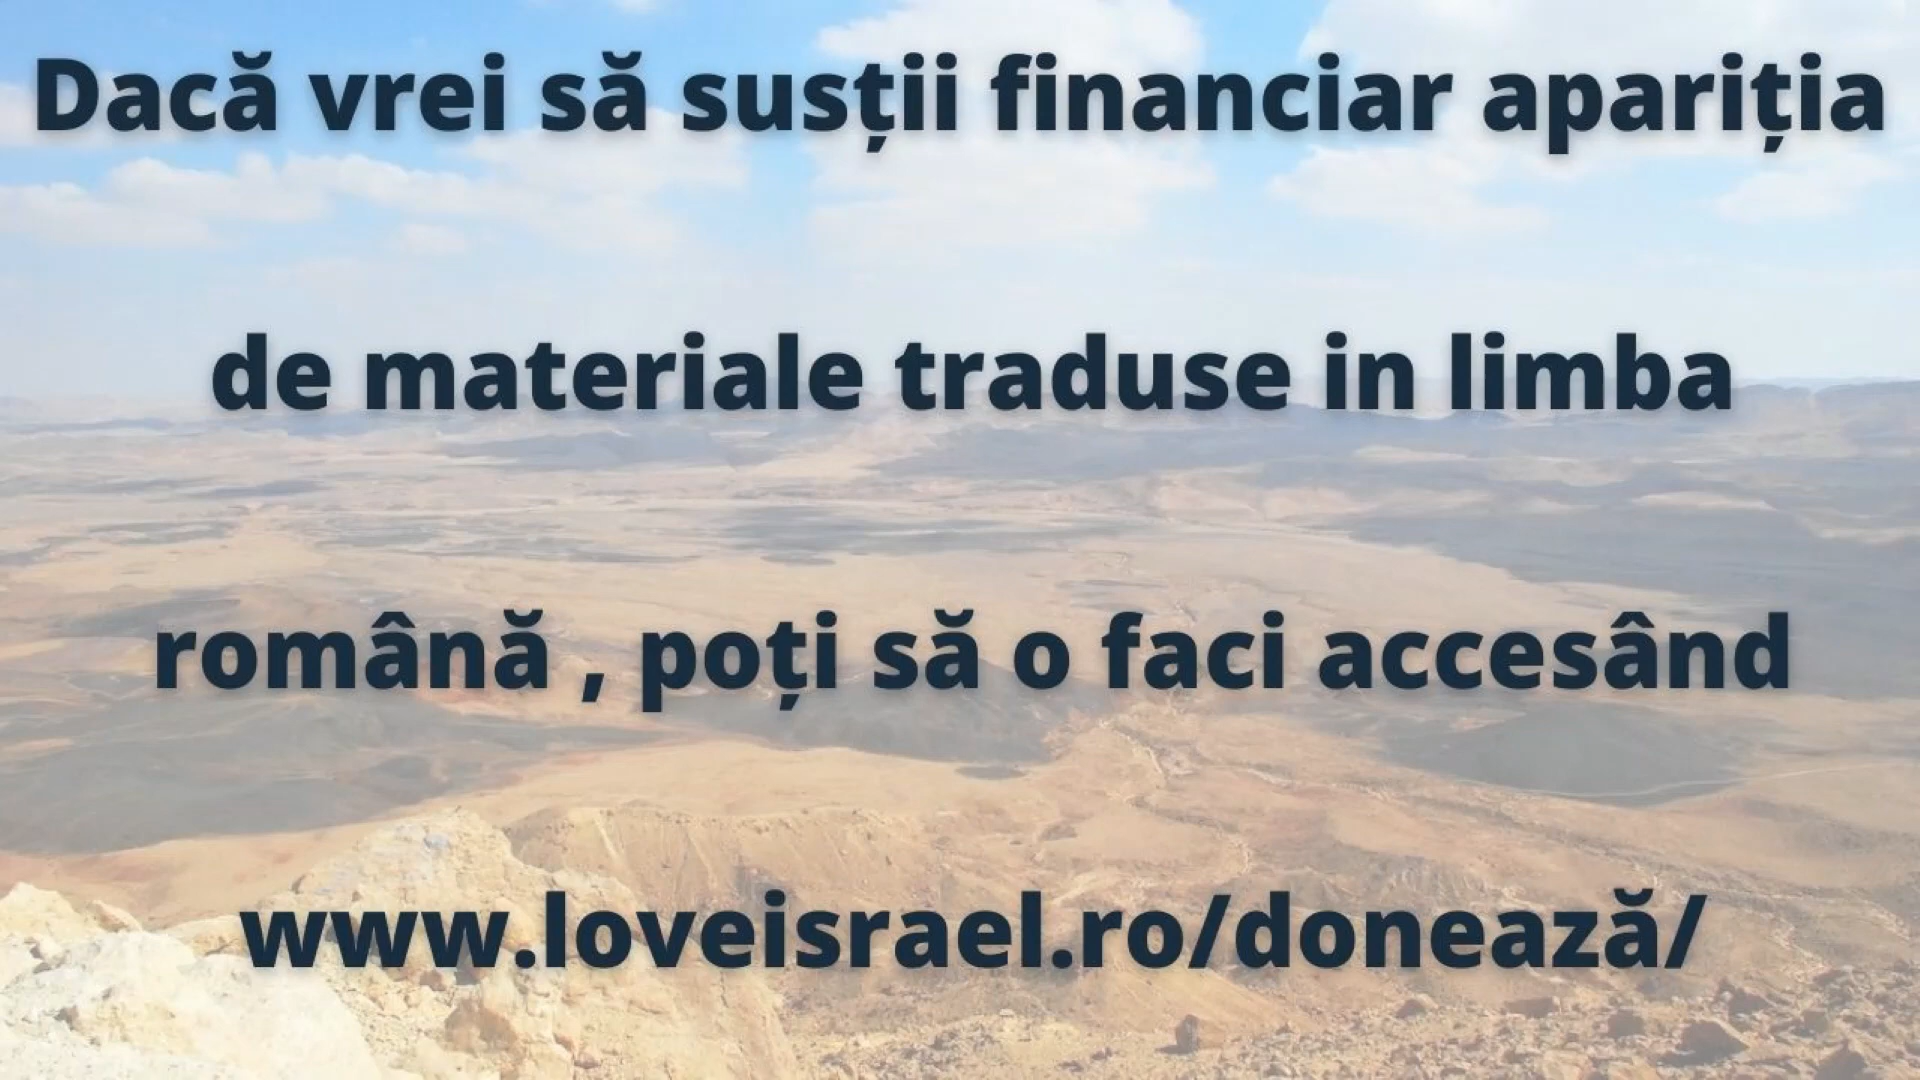 Dacă vrei să susții financiar apariția
de materiale traduse in limba
română , poți să o faci accesând
www.loveisrael.ro/donează/